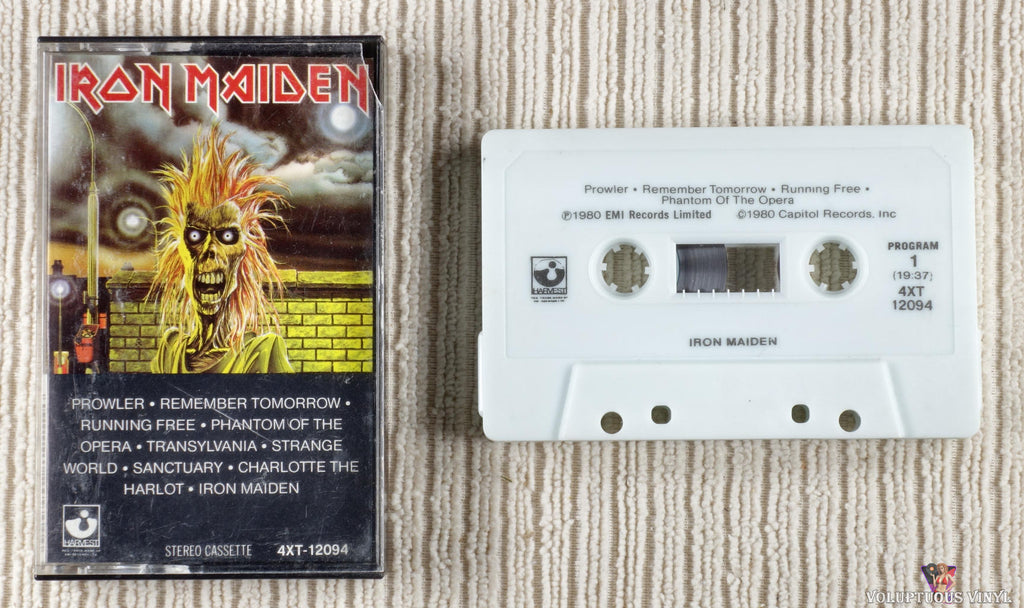 IRON MAIDEN
PROWLER • REMEMBER TOMORROW •
RUNNING FREE • PHANTOM OF THE
OPERA • TRANSYLVANIA • STRANGE
WORLD • SANCTUARY • CHARLOTTE THE
HARLOT • IRON MAIDEN
HARVEST
STEREO CASSETTE 4XT-12094
Prowler • Remember Tomorrow • Running Free •
Phantom Of The Opera
℗1980 EMI Records Limited ©1980 Capitol Records, Inc
HARVEST
PROGRAM
1
(19:37)
4XT
12094
IRON MAIDEN
VOLUPTUOUS VINYL